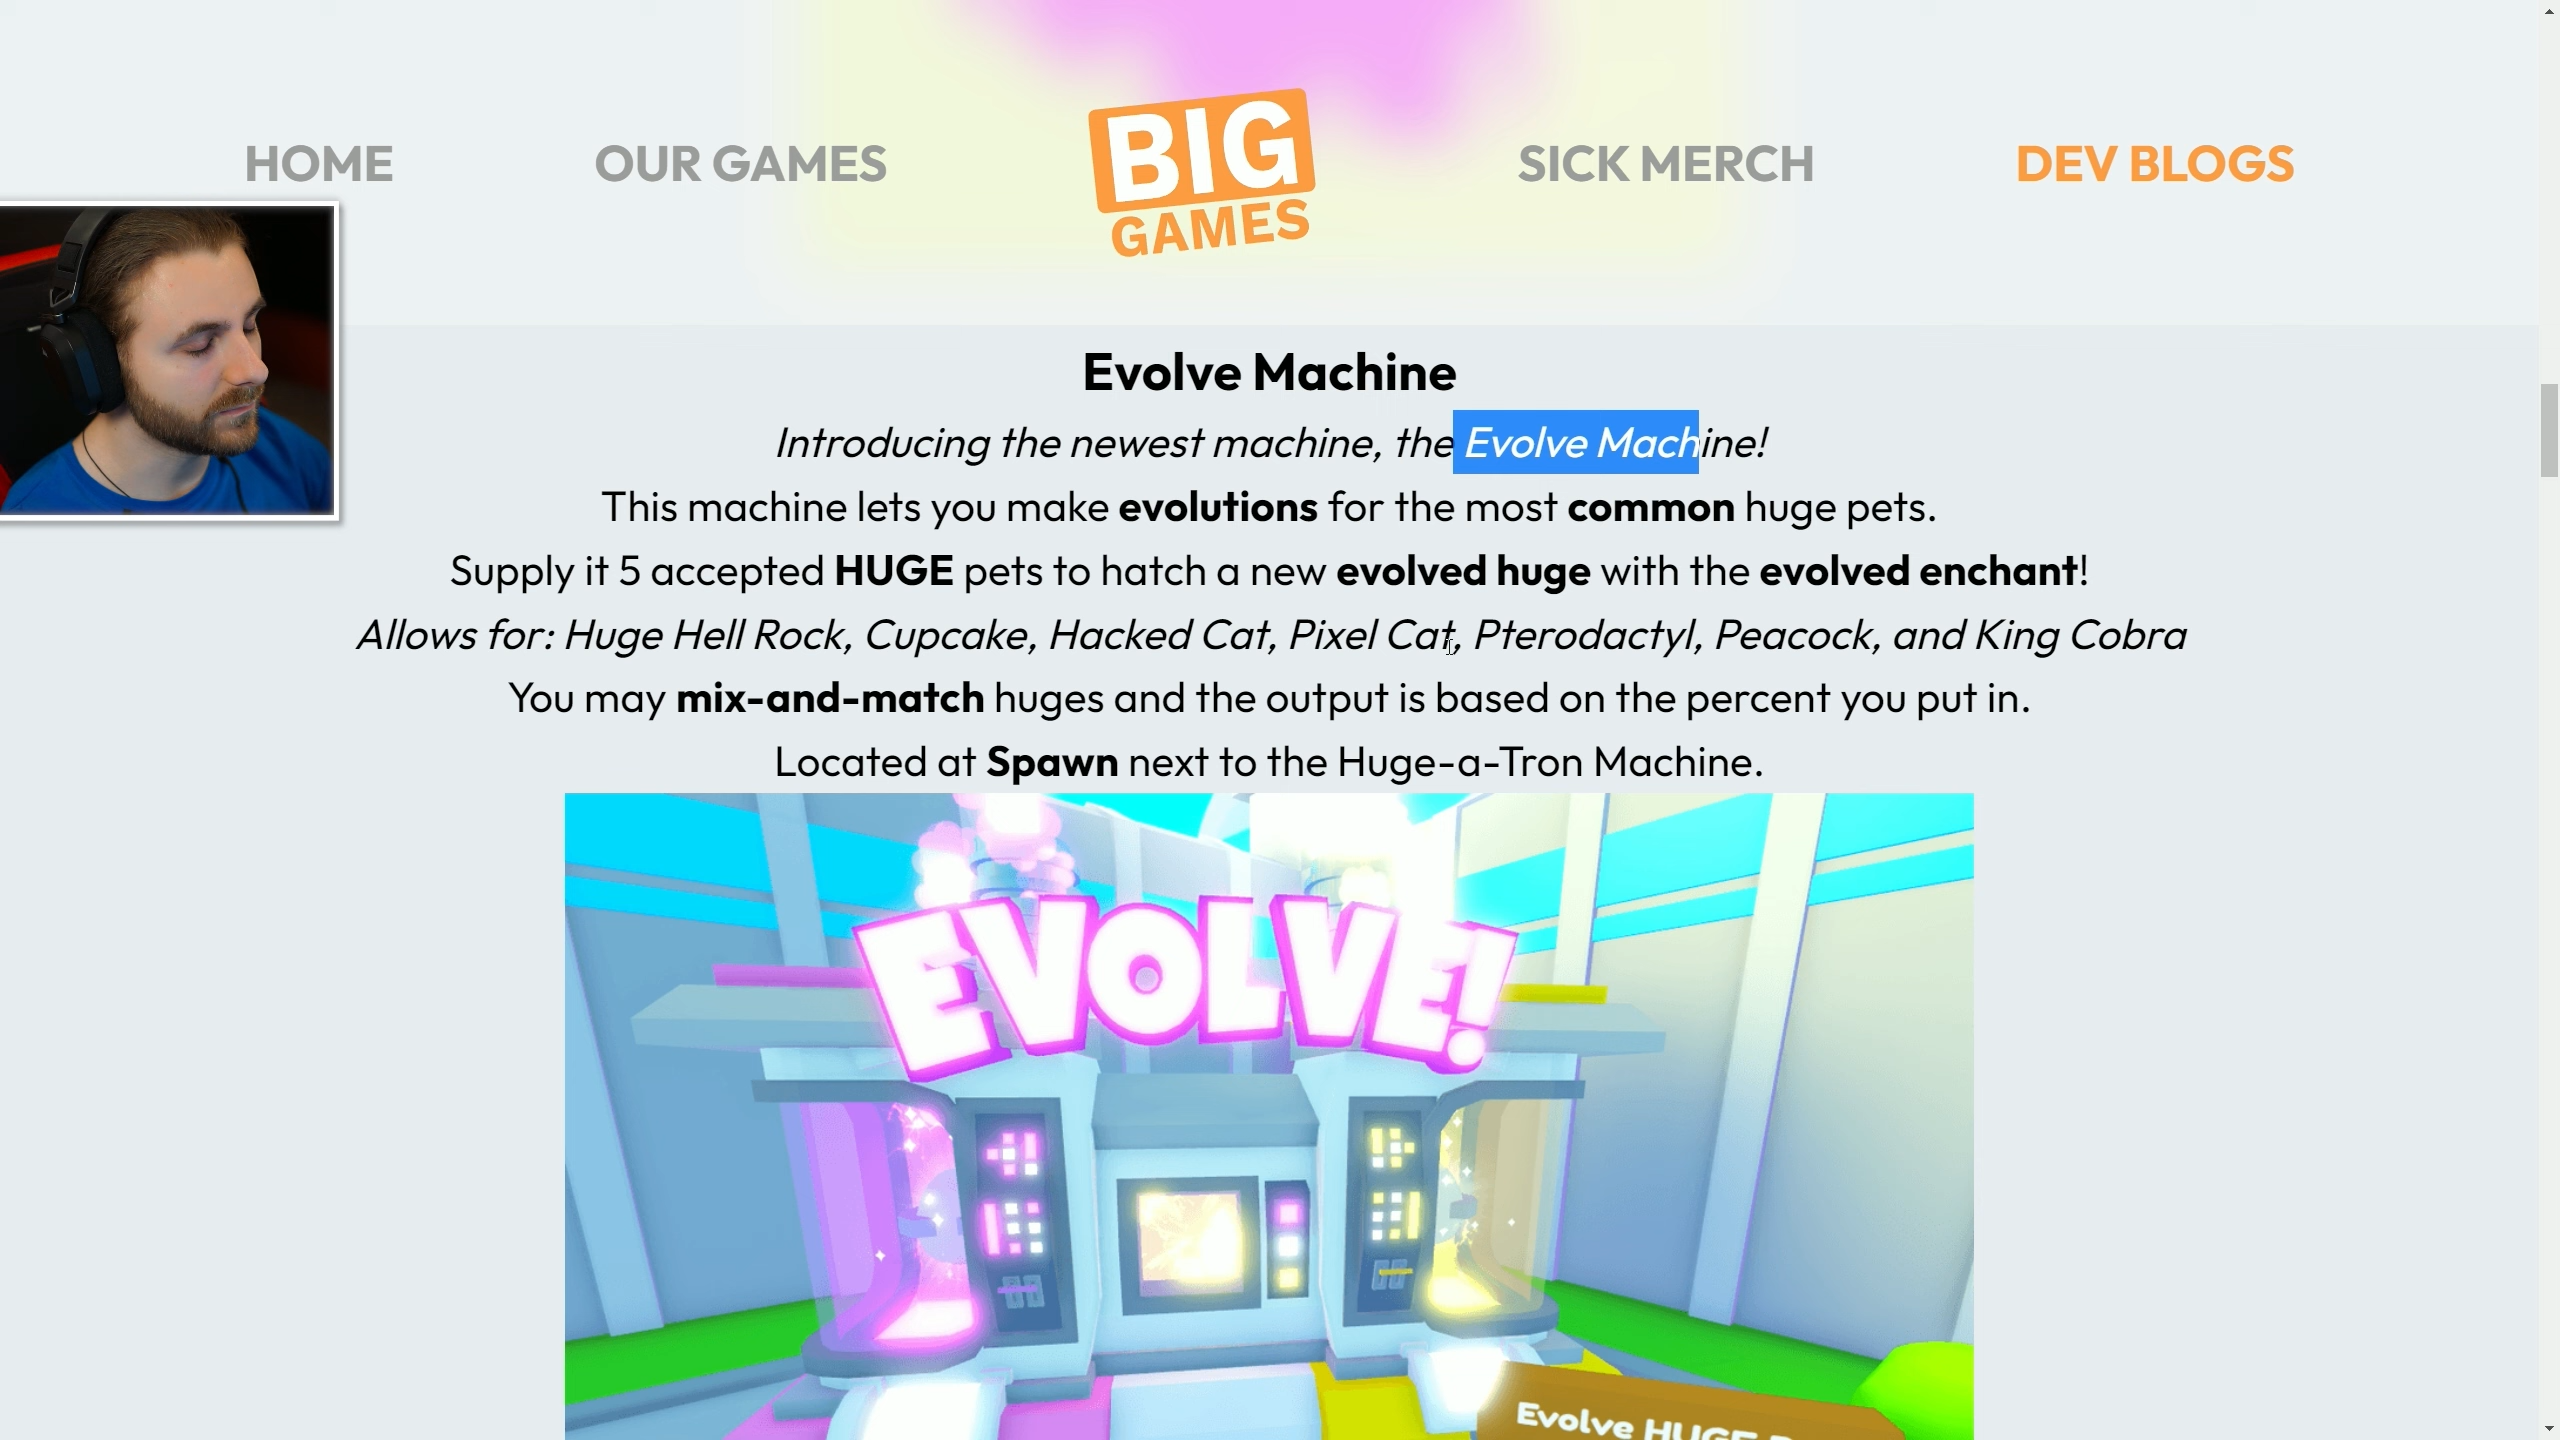 HOME
OUR GAMES
BIG
GAMES
SICK MERCH
DEV BLOGS
Evolve Machine
Introducing the newest machine, the Evolve Machine!
This machine lets you make evolutions for the most common huge pets.
Supply it 5 accepted HUGE pets to hatch a new evolved huge with the evolved enchant!
Allows for: Huge Hell Rock, Cupcake, Hacked Cat, Pixel Cat, Pterodactyl, Peacock, and King Cobra
You may mix-and-match huges and the output is based on the percent you put in.
Located at Spawn next to the Huge-a-Tron Machine.
EVOLVE!
Evolve HUGE